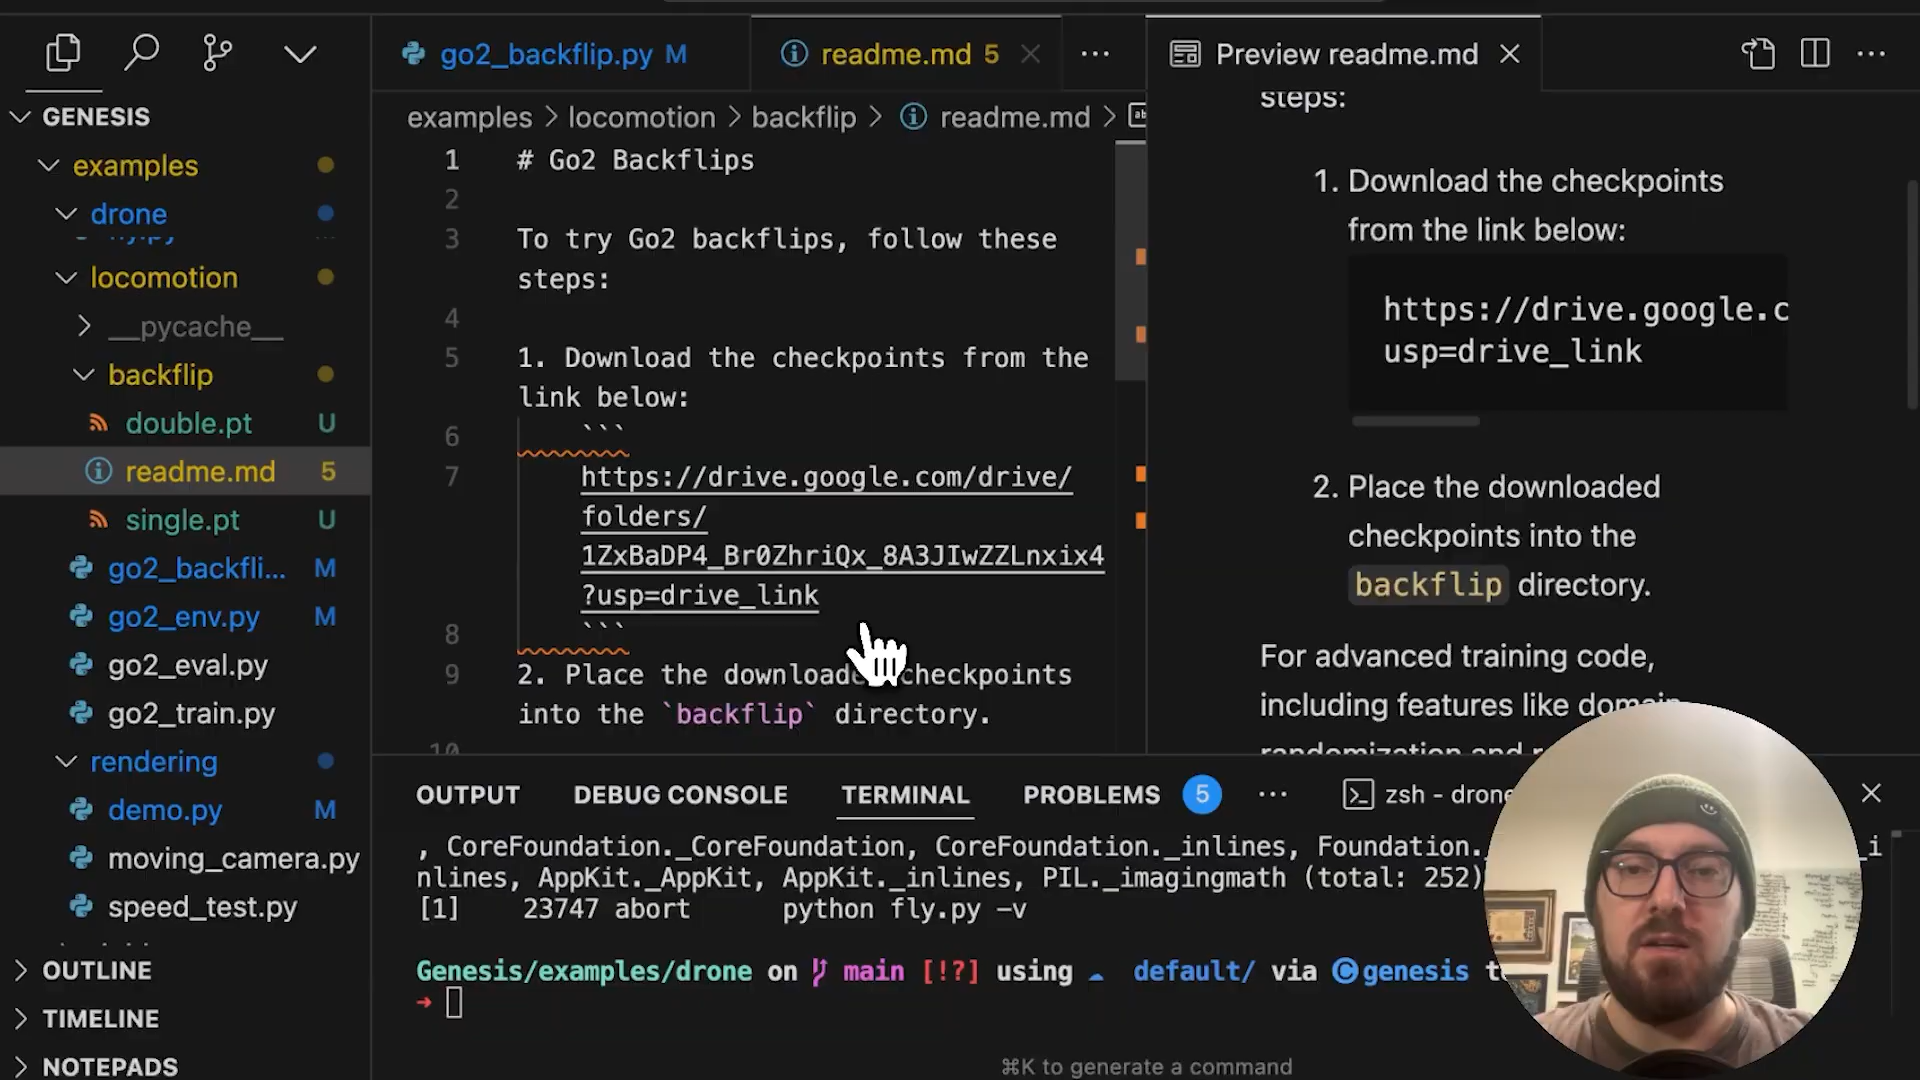 GENESIS
examples
drone
locomotion
__pycache__
backflip
double.pt U
readme.md 5
single.pt U
go2_backfli... M
go2_env.py M
go2_eval.py
go2_train.py
rendering
demo.py M
moving_camera.py
speed_test.py
OUTLINE
TIMELINE
NOTEPADS
go2_backflip.py M
readme.md 5
examples > locomotion > backflip > readme.md >
1 # Go2 Backflips
2
3 To try Go2 backflips, follow these
steps:
4
5 1. Download the checkpoints from the
link below:
6 ```
7 https://drive.google.com/drive/
folders/
1ZxBaDP4_Br0ZhriQx_8A3JIwZZLnxix4
?usp=drive_link
8 ```
9 2. Place the downloaded checkpoints
into the `backflip` directory.
10
Preview readme.md
steps:
1. Download the checkpoints
from the link below:
https://drive.google.c
usp=drive_link
2. Place the downloaded
checkpoints into the
backflip directory.
For advanced training code,
including features like domain
randomization and
OUTPUT DEBUG CONSOLE TERMINAL PROBLEMS 5 ... zsh - drone
, CoreFoundation._CoreFoundation, CoreFoundation._inlines, Foundation._i
nlines, AppKit._AppKit, AppKit._inlines, PIL._imagingmath (total: 252)
[1] 23747 abort python fly.py -v
Genesis/examples/drone on main [!?] using default/ via genesis
→
⌘K to generate a command